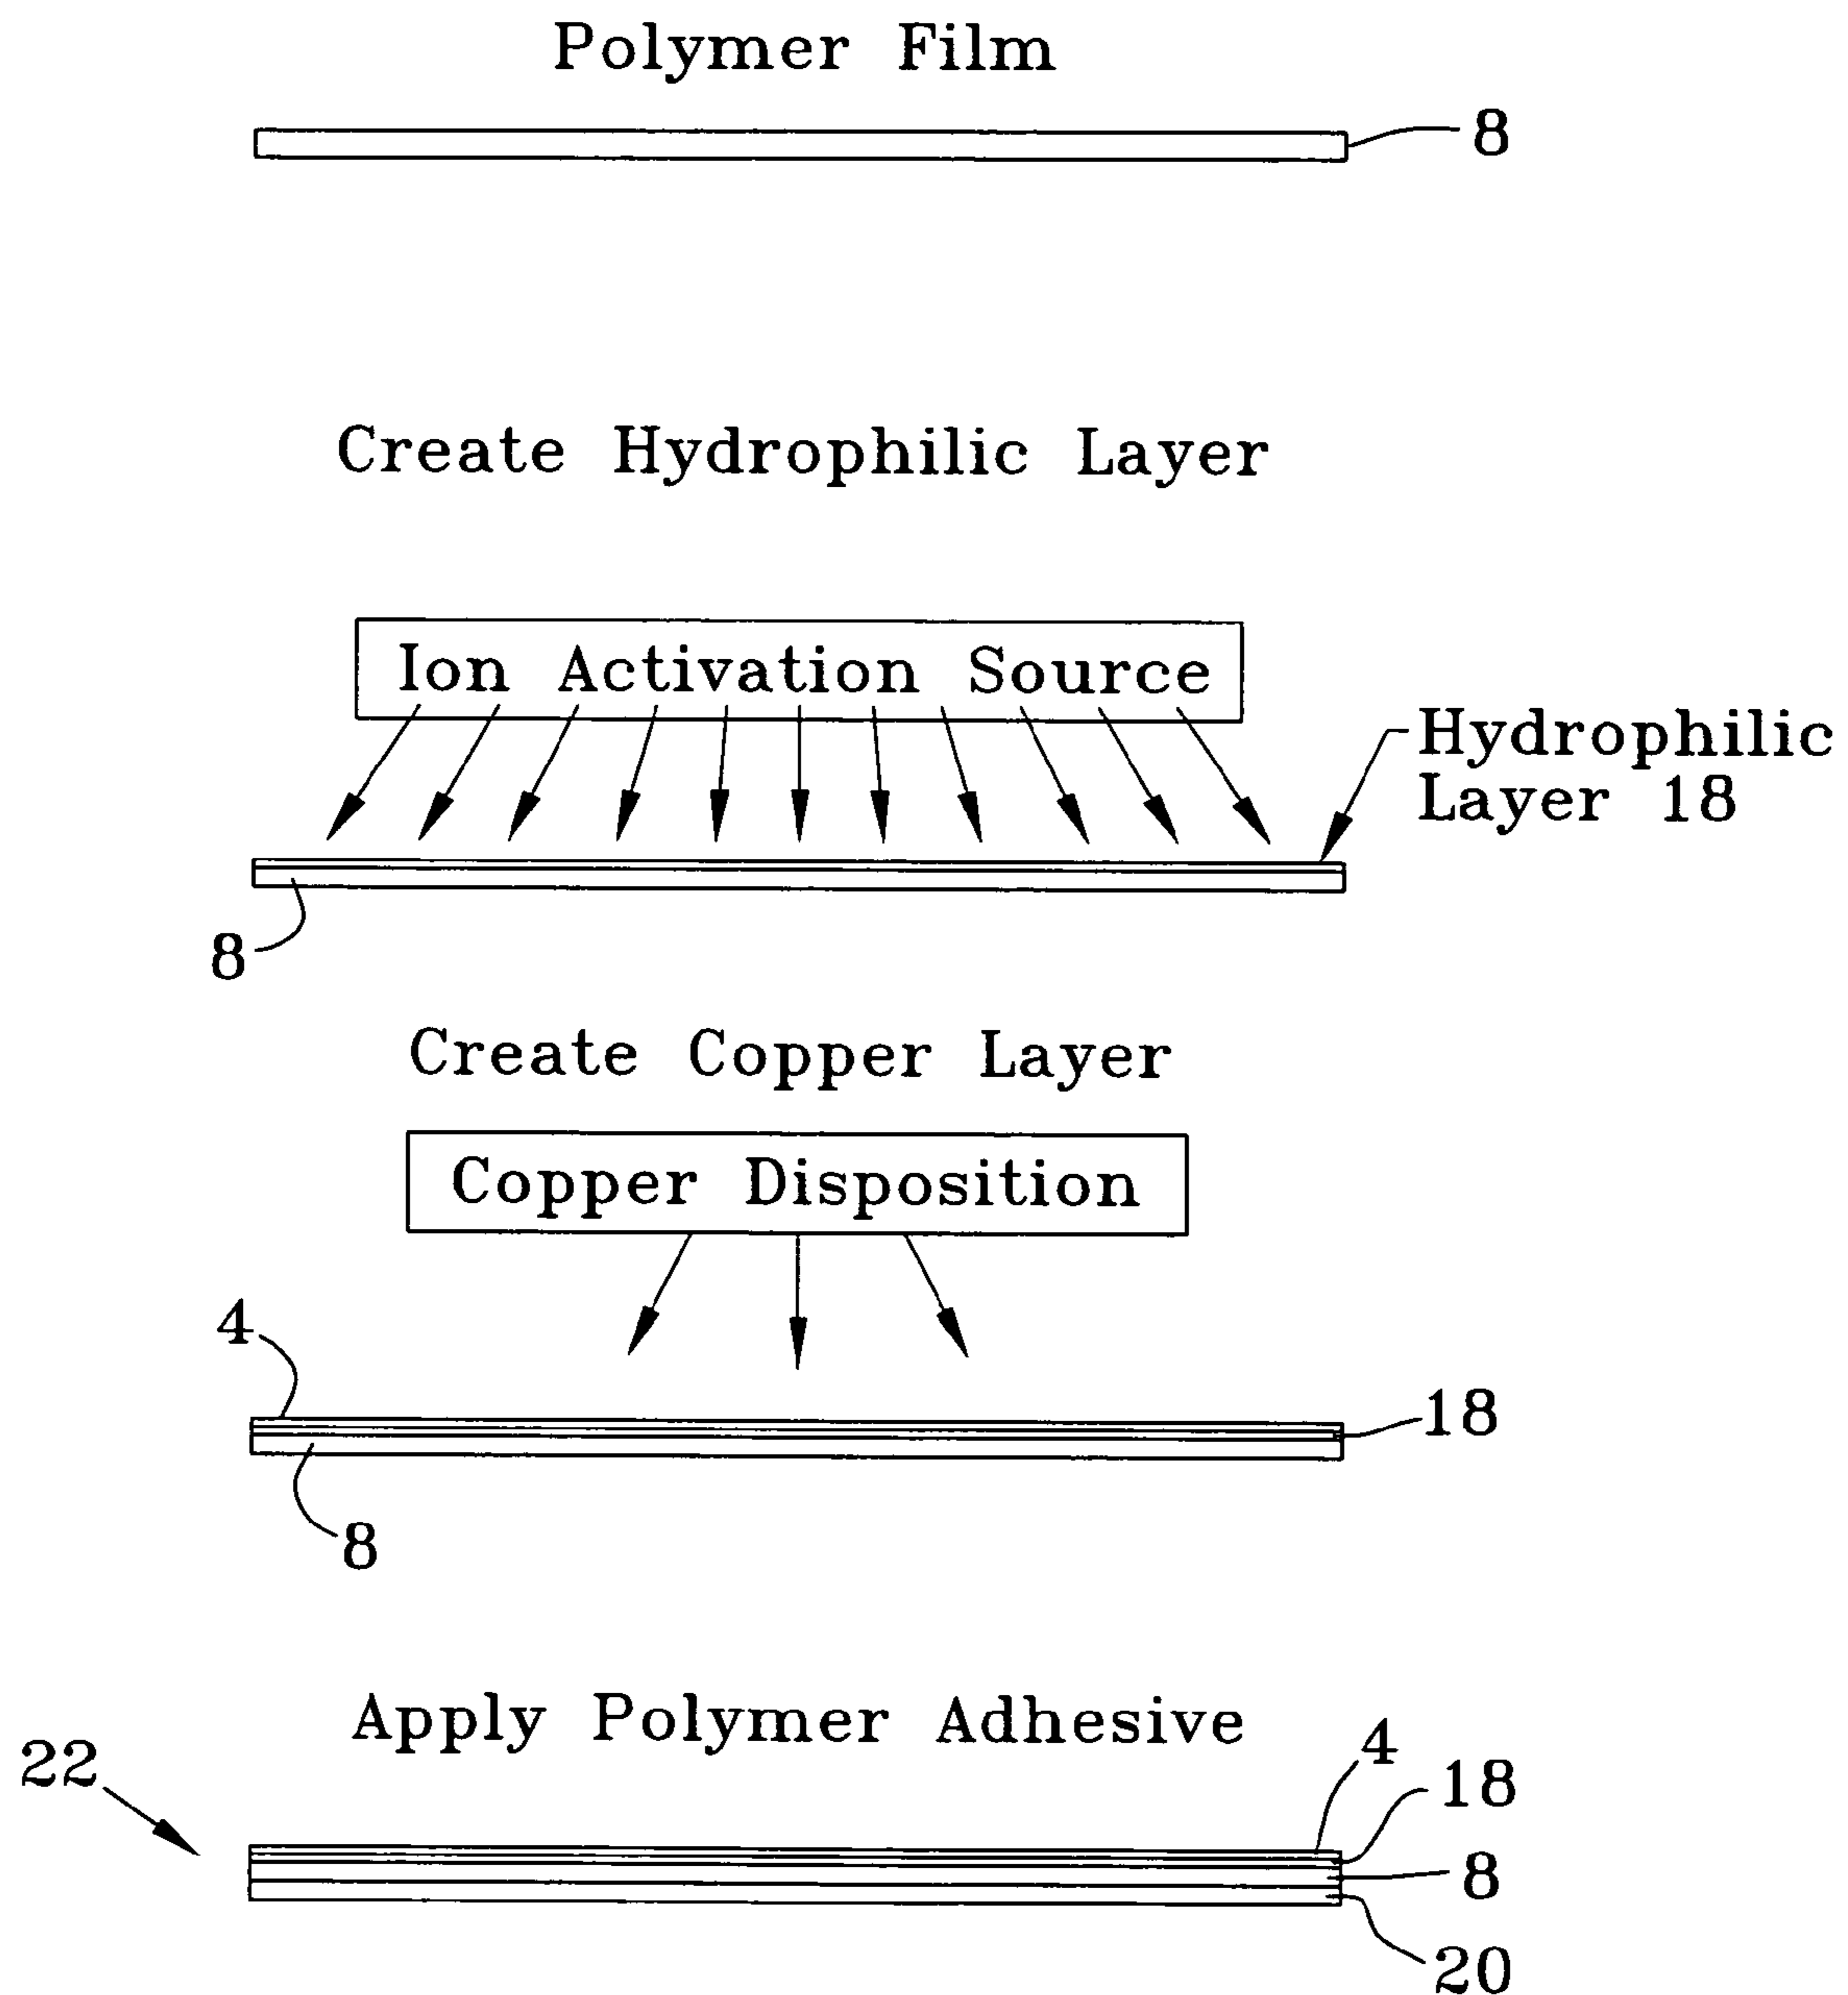 Polymer Film
8
Create Hydrophilic Layer
Ion Activation Source
Hydrophilic
Layer 18
8
Create Copper Layer
Copper Disposition
4
18
8
Apply Polymer Adhesive
22
4
18
8
20